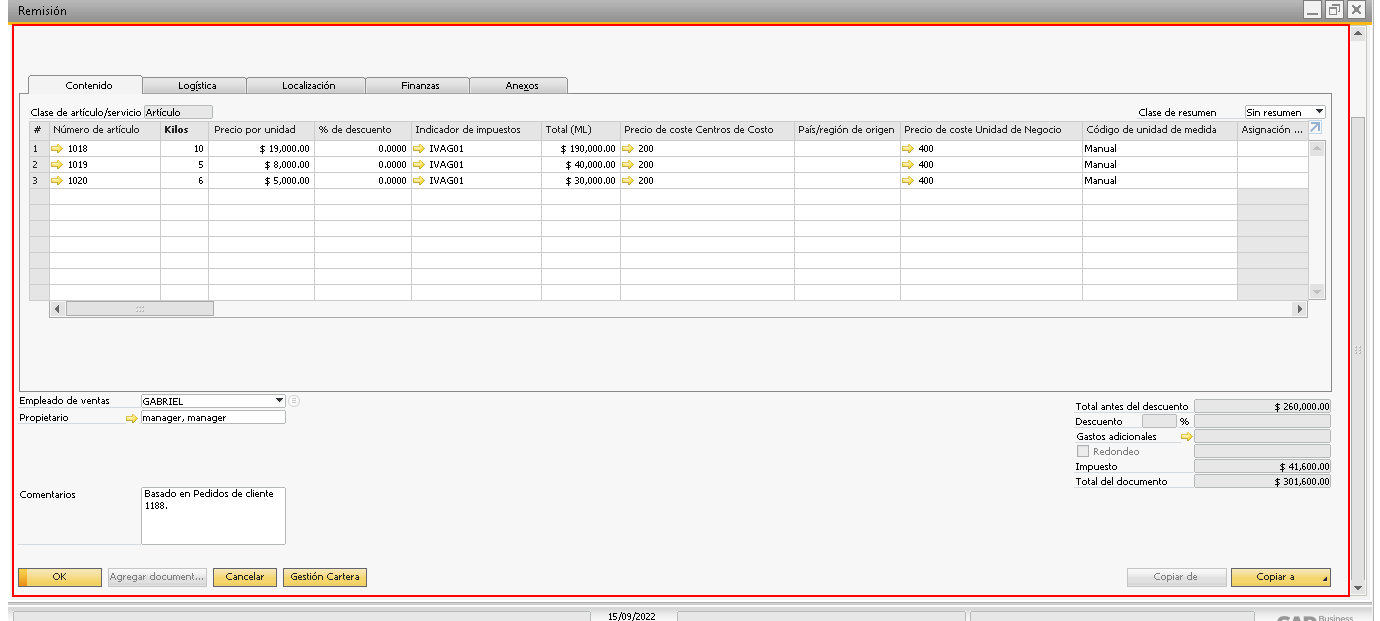 Remisión
Contenido Logística Localización Finanzas Anexos
Clase de artículo/servicio Artículo Clase de resumen Sin resumen
# Número de artículo Kilos Precio por unidad % de descuento Indicador de impuestos Total (ML) Precio de coste Centros de Costo País/región de origen Precio de coste Unidad de Negocio Código de unidad de medida Asignación ...
1 1018 10 $ 19,000.00 0.0000 IVAG01 $ 190,000.00 200 400 Manual
2 1019 5 $ 8,000.00 0.0000 IVAG01 $ 40,000.00 200 400 Manual
3 1020 6 $ 5,000.00 0.0000 IVAG01 $ 30,000.00 200 400 Manual
Empleado de ventas GABRIEL
Propietario manager, manager
Total antes del descuento $ 260,000.00
Descuento %
Gastos adicionales
Redondeo
Impuesto $ 41,600.00
Total del documento $ 301,600.00
Comentarios Basado en Pedidos de cliente
1188.
OK Agregar document... Cancelar Gestión Cartera Copiar de Copiar a
15/09/2022 SAP Business